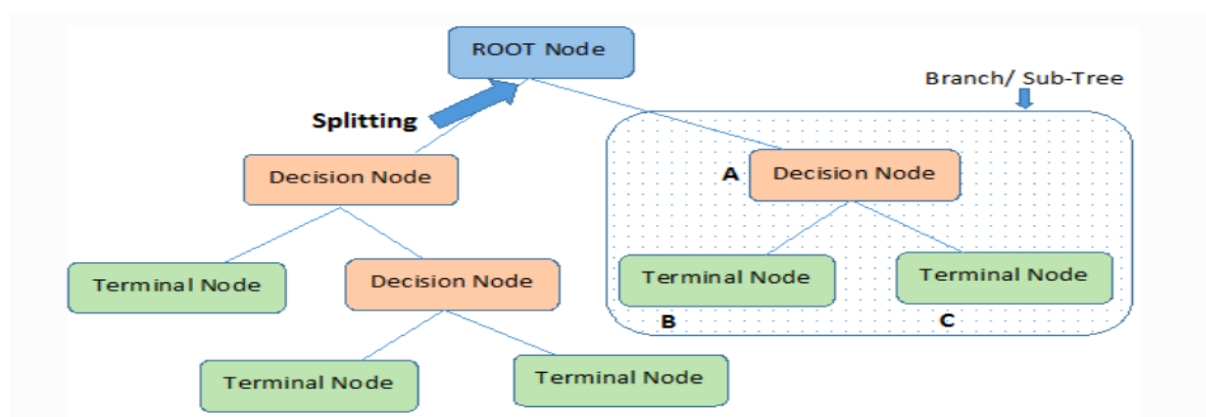 ROOT Node
Branch/ Sub-Tree
Splitting
Decision Node
A
Decision Node
Terminal Node
Decision Node
Terminal Node
Terminal Node
B
C
Terminal Node
Terminal Node